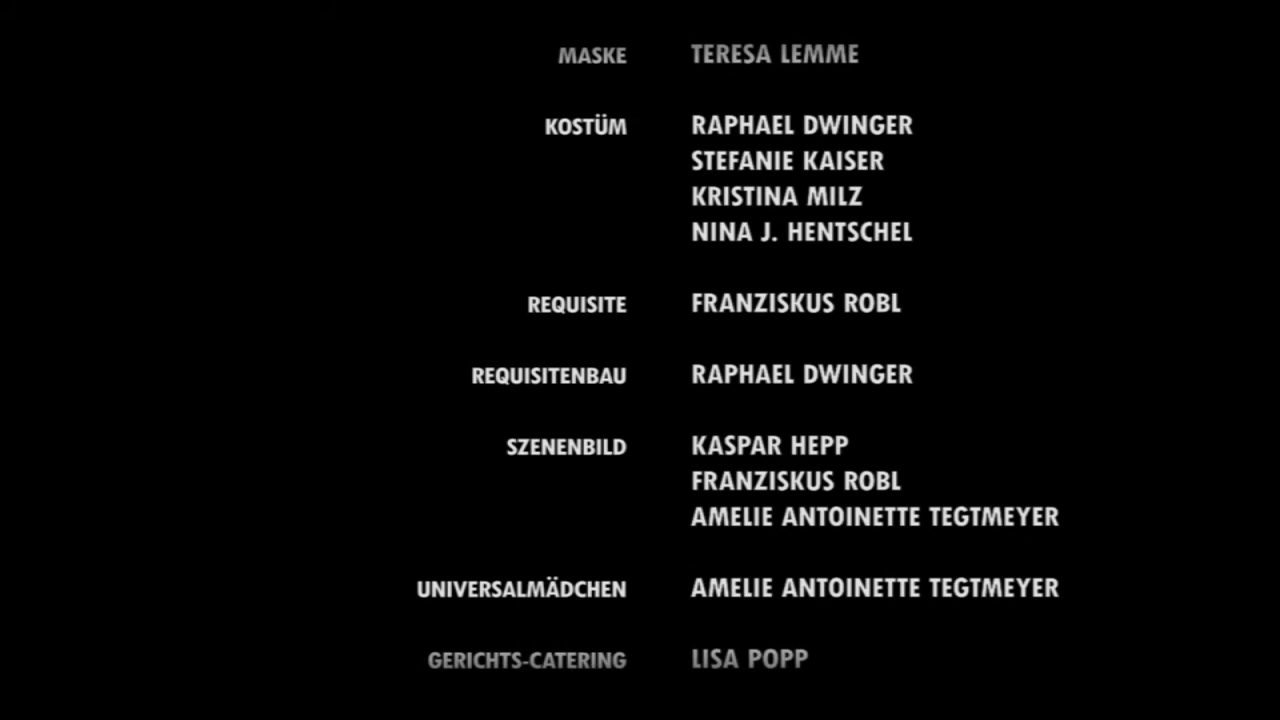 MASKE TERESA LEMME
KOSTÜM RAPHAEL DWINGER
STEFANIE KAISER
KRISTINA MILZ
NINA J. HENTSCHEL
REQUISITE FRANZISKUS ROBL
REQUISITENBAU RAPHAEL DWINGER
SZENENBILD KASPAR HEPP
FRANZISKUS ROBL
AMELIE ANTOINETTE TEGTMEYER
UNIVERSALMÄDCHEN AMELIE ANTOINETTE TEGTMEYER
GERICHTS-CATERING LISA POPP